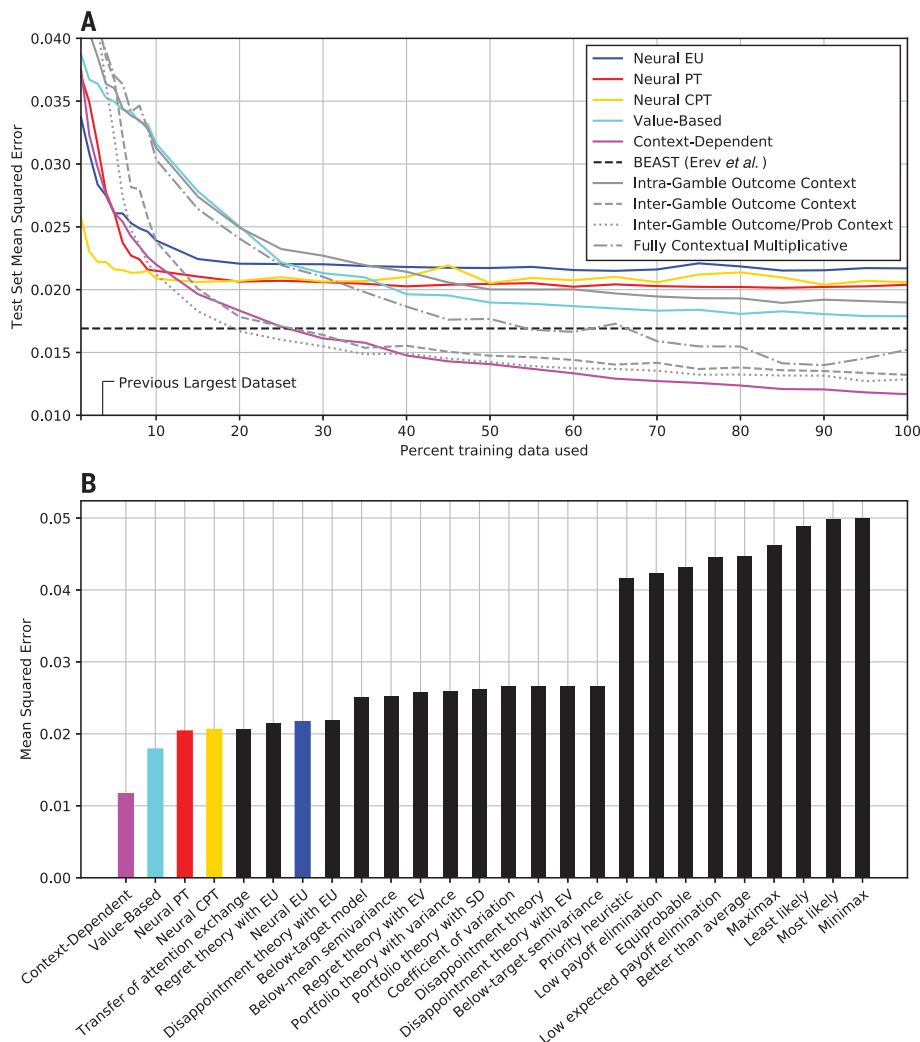 A
0.040
0.035
0.030
0.025
0.020
0.015
0.010
Test Set Mean Squared Error
Neural EU
Neural PT
Neural CPT
Value-Based
Context-Dependent
BEAST (Erev et al.)
Intra-Gamble Outcome Context
Inter-Gamble Outcome Context
Inter-Gamble Outcome/Prob Context
Fully Contextual Multiplicative
Previous Largest Dataset
10 20 30 40 50 60 70 80 90 100
Percent training data used
B
0.05
0.04
0.03
0.02
0.01
0.00
Mean Squared Error
Context-Dependent
Value-Based
Neural PT
Neural CPT
Transfer of attention exchange
Regret theory with EU
Neural EU
Disappointment theory with EU
Below-target model
Below-mean semivariance
Regret theory with EV
Portfolio theory with variance
Portfolio theory with SD
Coefficient of variation
Disappointment theory
Disappointment theory with EV
Below-target semivariance
Priority heuristic
Low payoff elimination
Equiprobable
Low expected payoff elimination
Better than average
Maximax
Least likely
Most likely
Minimax